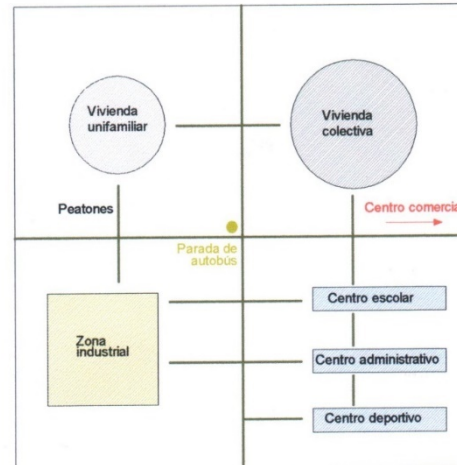 Vivienda
unifamiliar
Vivienda
colectiva
Peatones
Centro comercia
Parada de
autobús
Zona
industrial
Centro escolar
Centro administrativo
Centro deportivo